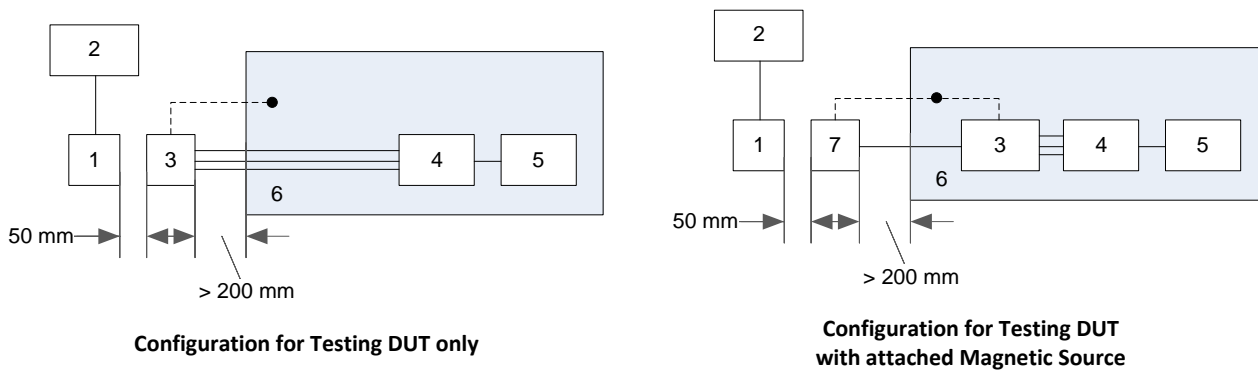 2
1
3
4
5
6
50 mm
> 200 mm
Configuration for Testing DUT only
2
1
7
3
4
5
6
50 mm
> 200 mm
Configuration for Testing DUT
with attached Magnetic Source